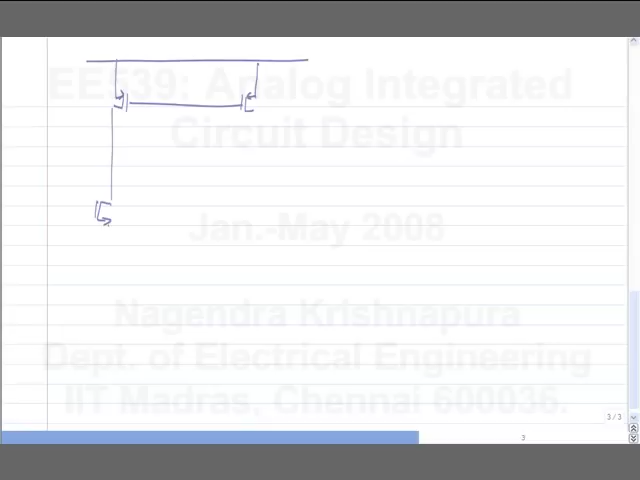 EE539: Analog Integrated
Circuit Design
Jan.-May 2008
Nagendra Krishnapura
Dept. of Electrical Engineering
IIT Madras, Chennai 600036.
3 / 3
3